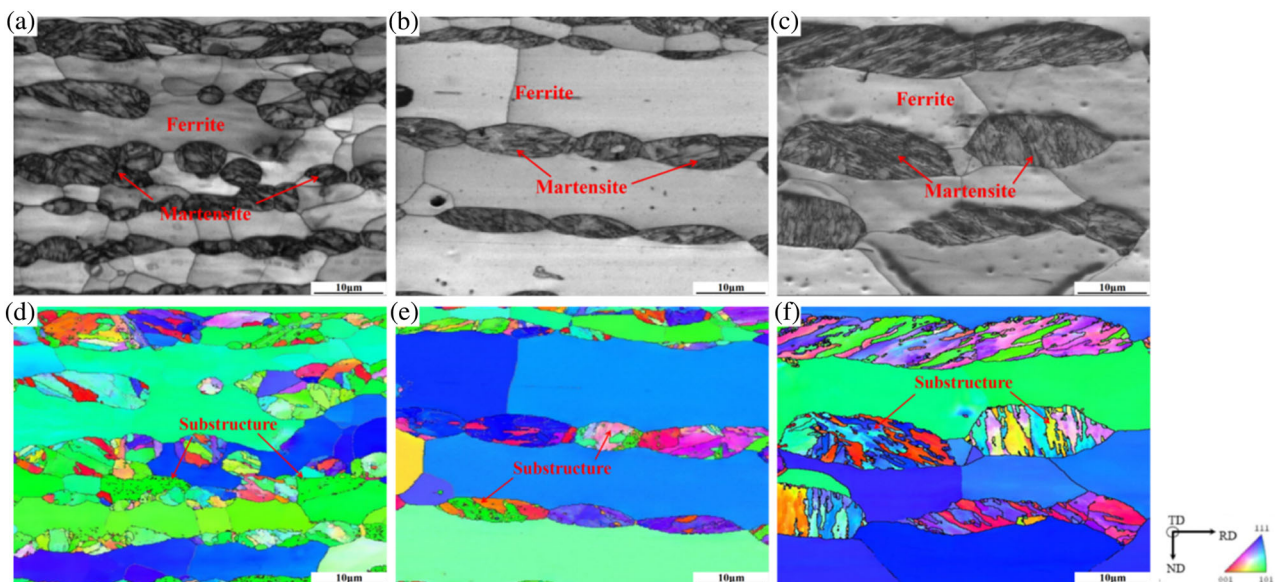 (a)
Ferrite
Martensite
10μm
(b)
Ferrite
Martensite
10μm
(c)
Ferrite
Martensite
10μm
(d)
Substructure
10μm
(e)
Substructure
10μm
(f)
Substructure
10μm
TD
RD
ND
111
001 101